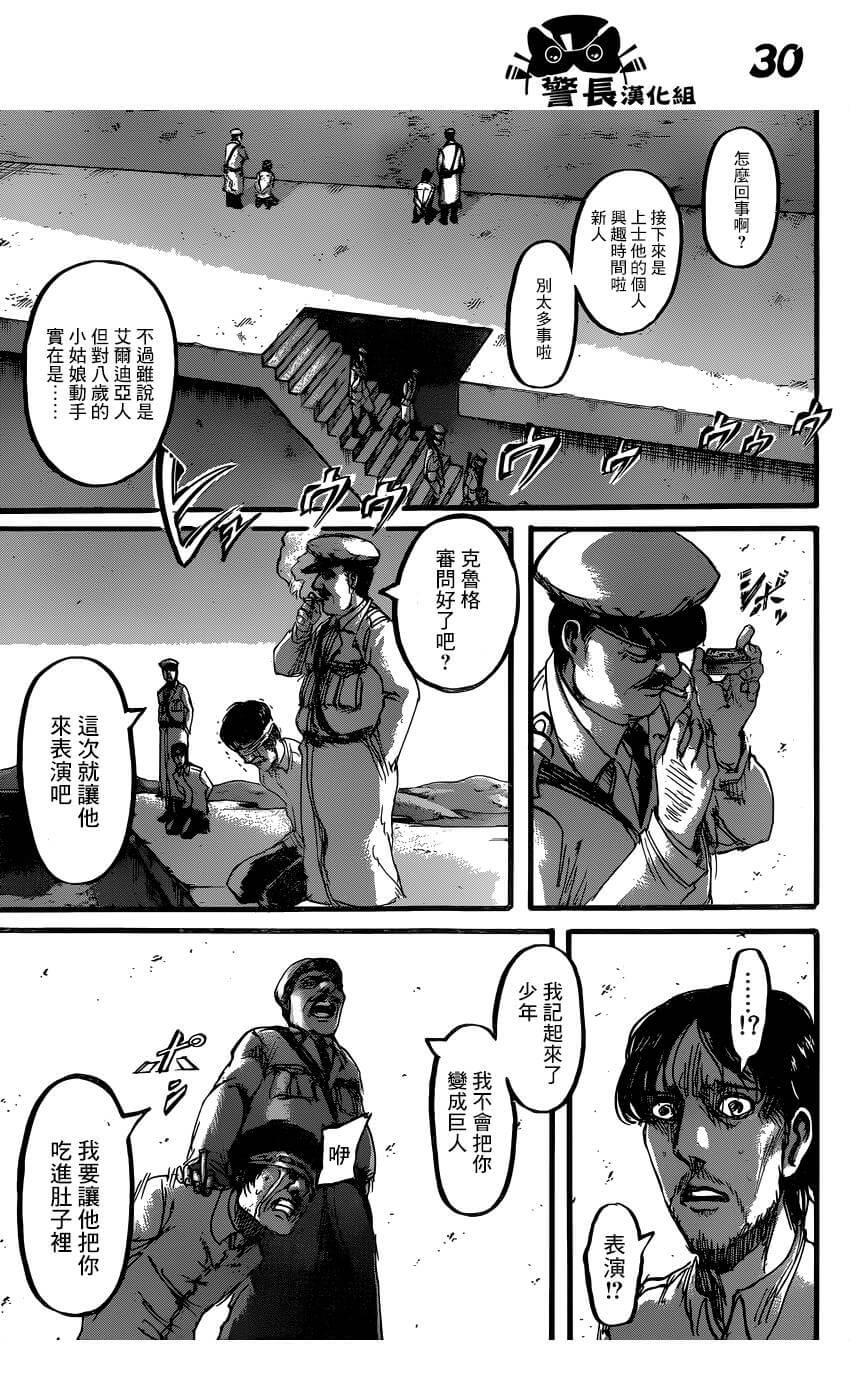 警長漢化組
30
怎麼回事啊?
接下來是
上士他的個人
興趣時間啦
新人
別太多事啦
不過雖說是
艾爾迪亞人
但對八歲的
小姑娘動手
實在是……
ヒュウウウウウウ
シボッ
克魯格
審問好了吧?
這次就讓他
來表演吧
……!?
表演!?
我記起來了
少年
我不會把你
變成巨人
咿
ポン
我要讓他把你
吃進肚子裡